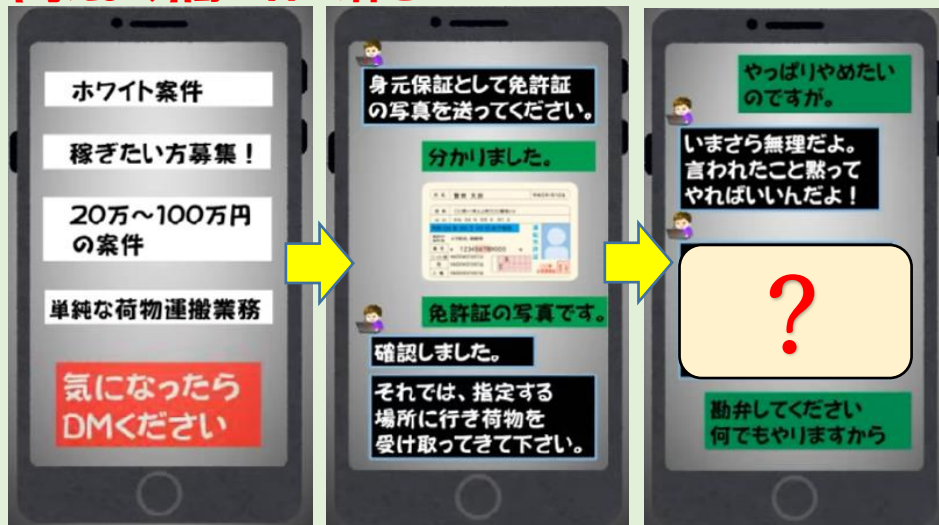 ホワイト案件
稼ぎたい方募集！
20万～100万円
の案件
単純な荷物運搬業務
気になったら
DMください
身元保証として免許証
の写真を送ってください。
分かりました。
免許証の写真です。
確認しました。
それでは、指定する
場所に行き荷物を
受け取ってきて下さい。
やっぱりやめたい
のですが。
いまさら無理だよ。
言われたこと黙って
やればいいんだよ！
？
勘弁してください
何でもやりますから